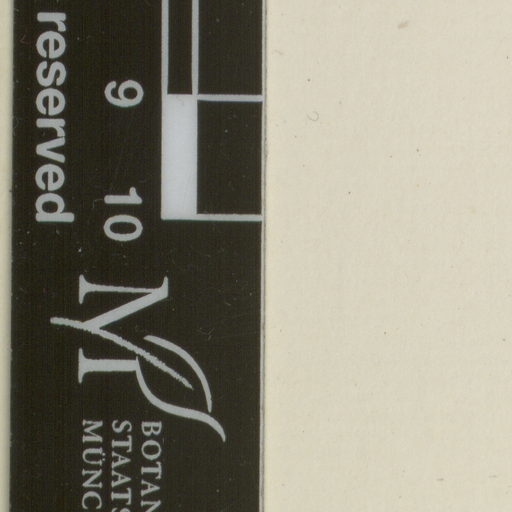 reserved
9 10
BOTAN
STAATS
MÜNC